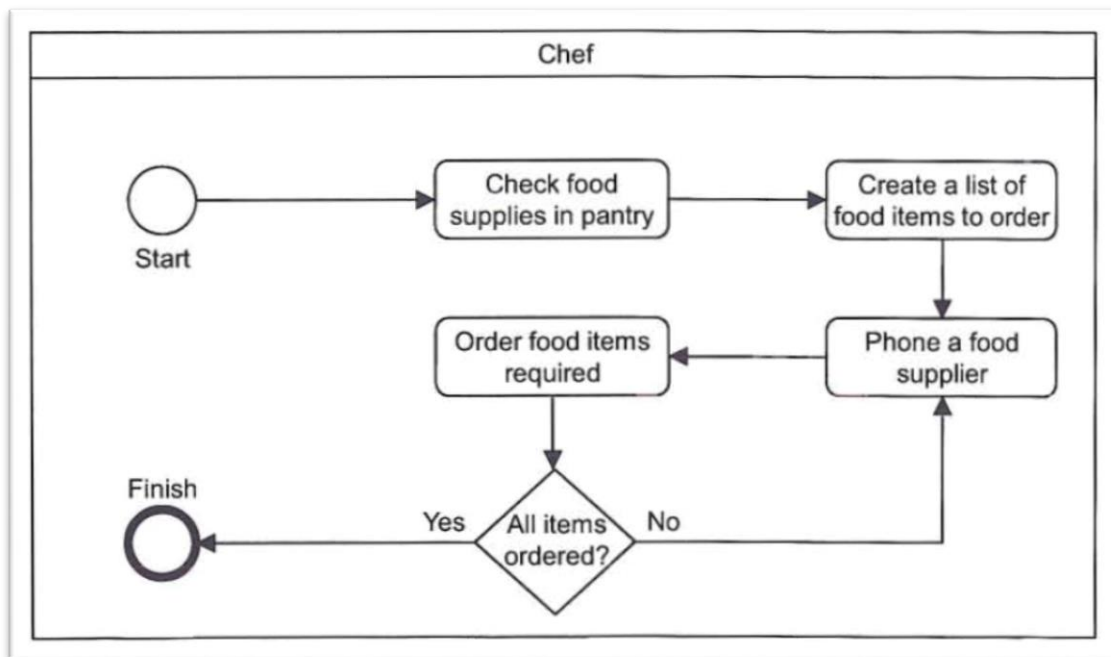 Chef
Start
Check food
supplies in pantry
Create a list of
food items to order
Phone a food
supplier
Order food items
required
All items
ordered?
Yes
No
Finish